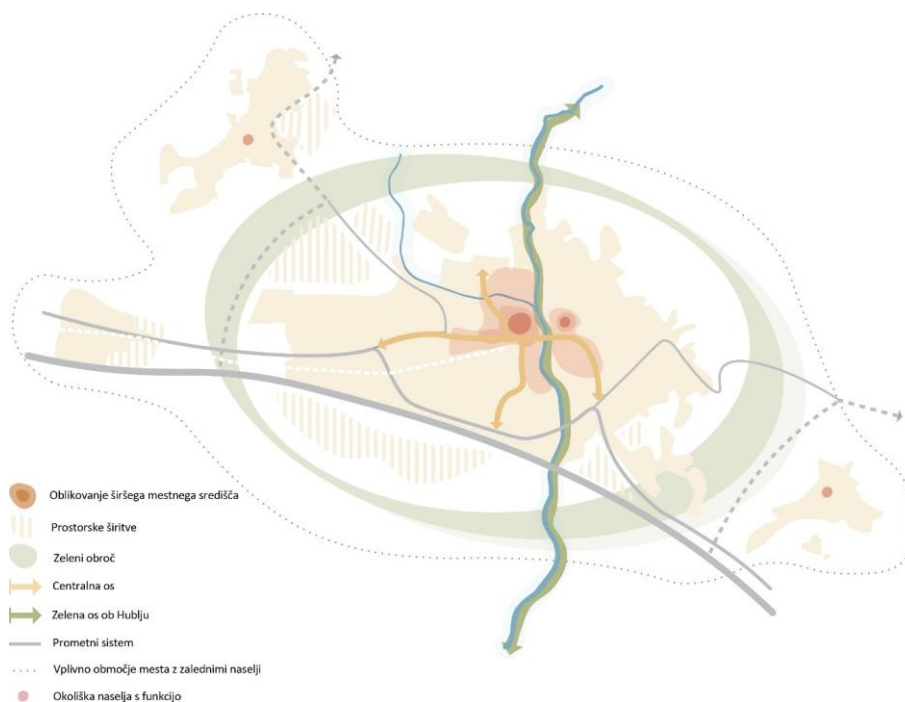 Oblikovanje širšega mestnega središča
Prostorske širitve
Zeleni obroč
Centralna os
Zelena os ob Hublju
Prometni sistem
Vplivno območje mesta z zalednimi naselji
Okoliška naselja s funkcijo